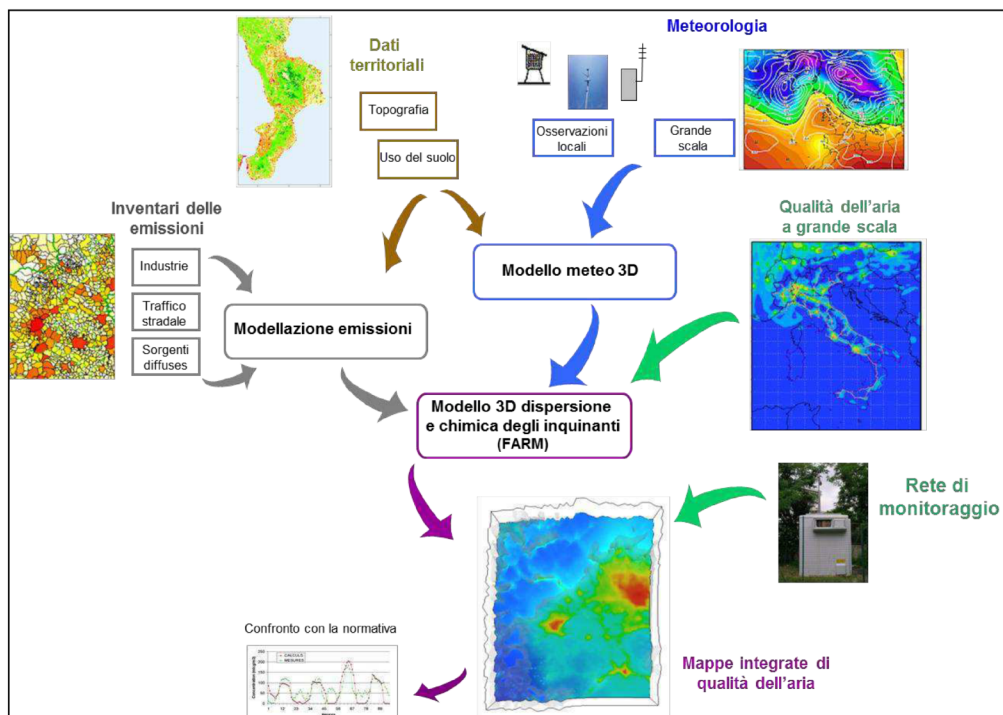 Meteorologia
Dati
territoriali
Topografia
Uso del suolo
Osservazioni
locali
Grande
scala
Inventari delle
emissioni
Industrie
Traffico
stradale
Sorgenti
diffuses
Qualità dell'aria
a grande scala
Modello meteo 3D
Modellazione emissioni
Modello 3D dispersione
e chimica degli inquinanti
(FARM)
Rete di
monitoraggio
Mappe integrate di
qualità dell'aria
Confronto con la normativa